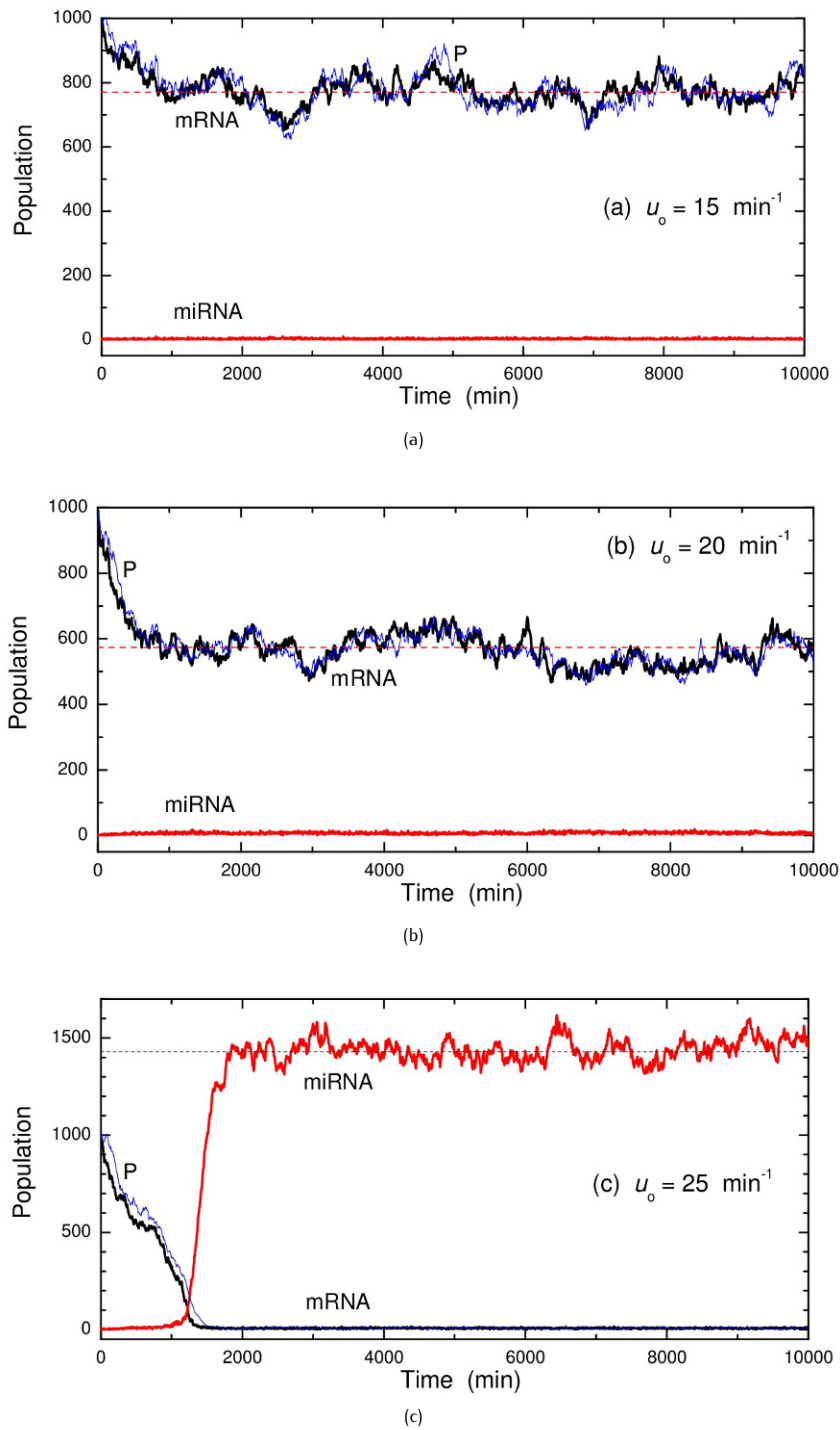 1000
800
600
400
200
0
Population
P
mRNA
(a) uo = 15 min-1
miRNA
0 2000 4000 6000 8000 10000
Time (min)
(a)
1000
800
600
400
200
0
Population
(b) uo = 20 min-1
P
mRNA
miRNA
0 2000 4000 6000 8000 10000
Time (min)
(b)
1500
1000
500
0
Population
miRNA
P
(c) uo = 25 min-1
mRNA
0 2000 4000 6000 8000 10000
Time (min)
(c)